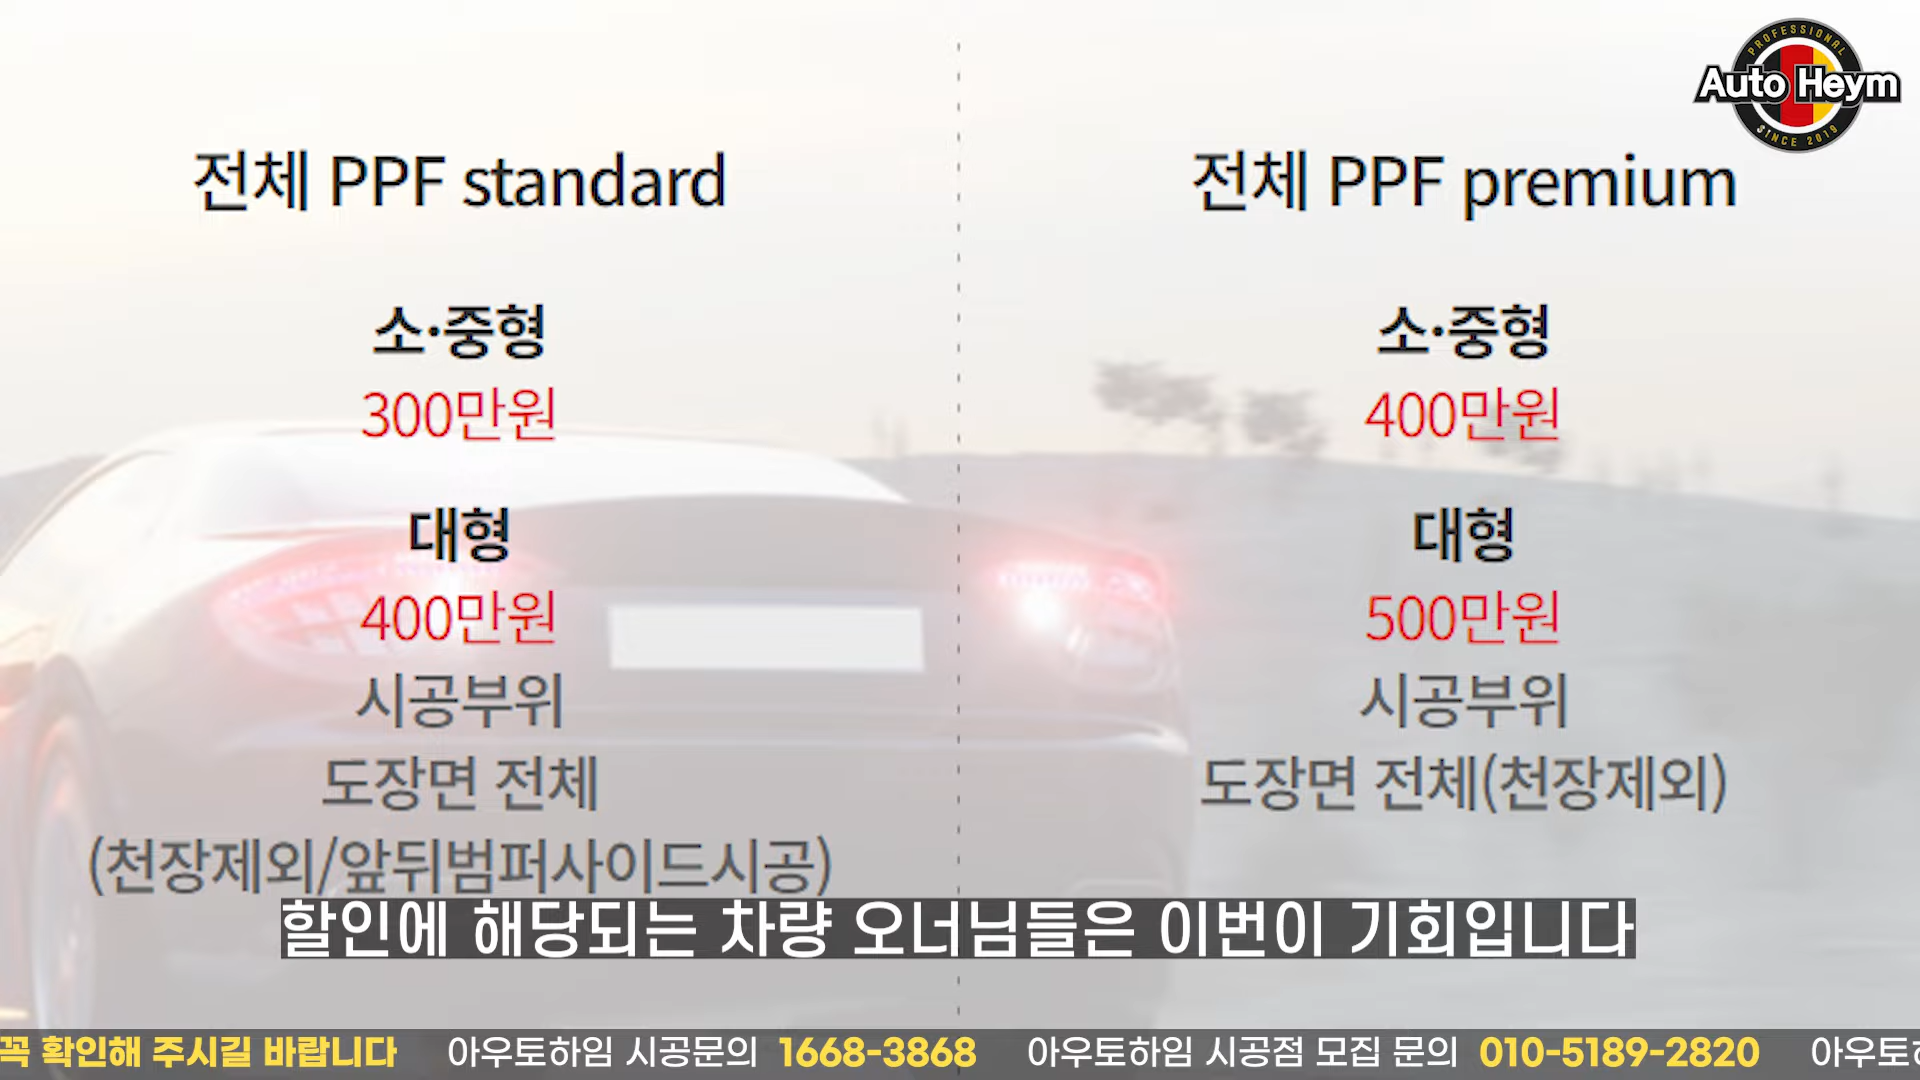 PROFESSIONAL
Auto Heym
SINCE 2019
전체 PPF standard
소·중형
300만원
대형
400만원
시공부위
도장면 전체
(천장제외/앞뒤범퍼사이드시공)
전체 PPF premium
소·중형
400만원
대형
500만원
시공부위
도장면 전체(천장제외)
할인에 해당되는 차량 오너님들은 이번이 기회입니다
꼭 확인해 주시길 바랍니다 아우토하임 시공문의 1668-3868 아우토하임 시공점 모집 문의 010-5189-2820 아우토